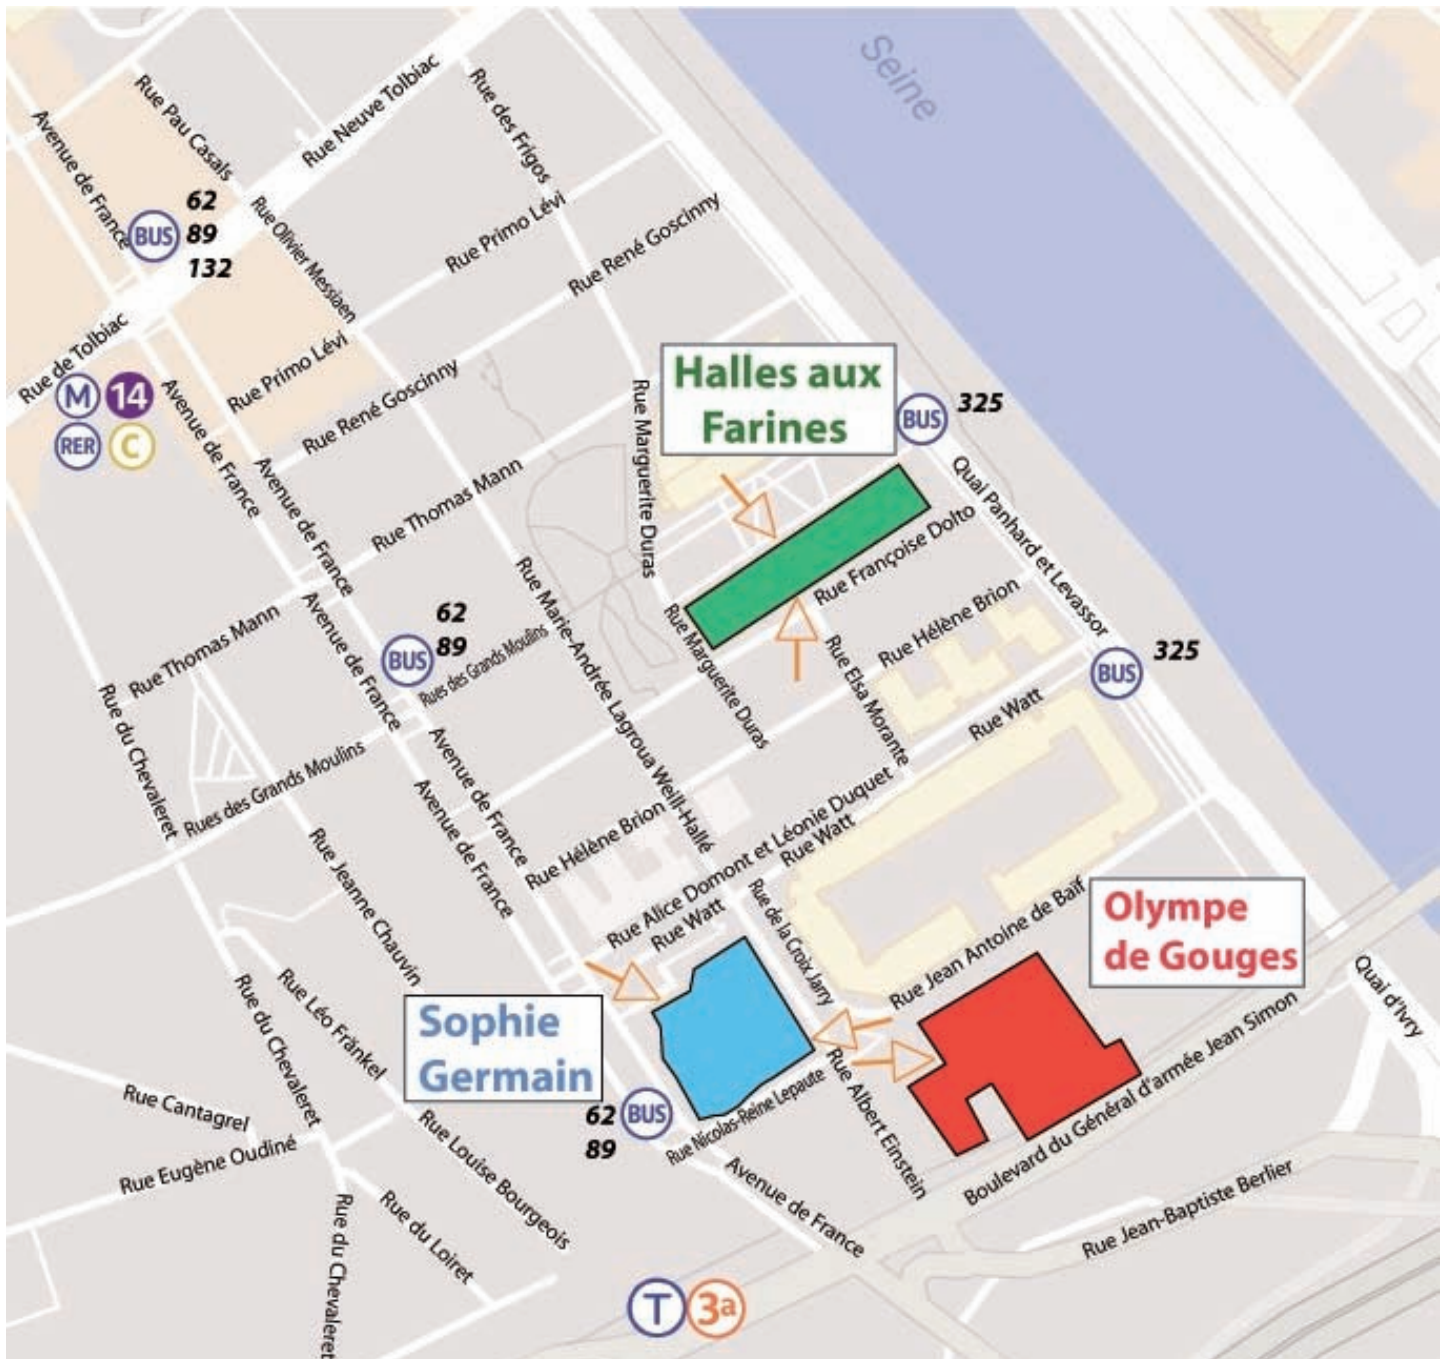 Seine
Rue Pau Casals
Rue Neuve Tolbiac
Rue des Frigos
Avenue de France
62
BUS
89
132
Rue Olivier Messiaen
Rue Primo Lévi
Rue René Goscinny
Rue de Tolbiac
M 14
RER C
Rue Primo Lévi
Rue René Goscinny
Avenue de France
Avenue de France
Rue Thomas Mann
Rue Marguerite Duras
Halles aux
Farines
BUS 325
Quai Panhard et Levassor
Rue Françoise Dolto
Rue Marie-Andrée Lagroua Weill-Hallé
Rue Marguerite Duras
Rue Hélène Brion
Rue Elsa Morante
Rue Thomas Mann
Avenue de France
62
BUS
89
Rues des Grands Moulins
BUS 325
Rue Watt
Rue du Chevaleret
Rues des Grands Moulins
Avenue de France
Avenue de France
Rue Hélène Brion
Rue Alice Domont et Léonie Duquet
Rue Watt
Rue Watt
Rue Jeanne Chauvin
Rue de la Croix Jarry
Rue Jean Antoine de Baïf
Olympe
de Gouges
Quai d'Ivry
Rue Léo Fränkel
Rue du Chevaleret
Sophie
Germain
62
BUS
89
Rue Nicolas-Reine Lepaute
Rue Albert Einstein
Boulevard du Général d'armée Jean Simon
Rue Cantagrel
Rue Eugène Oudiné
Rue Louise Bourgeois
Avenue de France
Rue Jean-Baptiste Berlier
Rue du Loiret
Rue du Chevaleret
T 3a